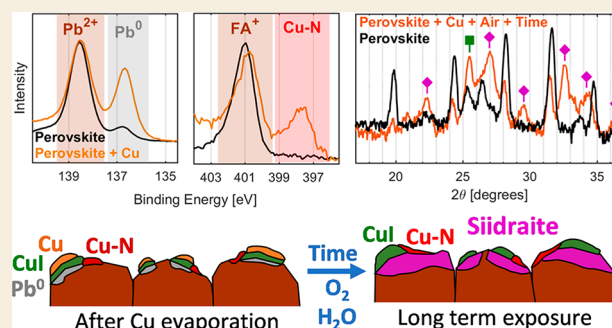 Pb²⁺
Pb⁰
FA⁺
Cu-N
Perovskite + Cu + Air + Time
Perovskite
Intensity
Perovskite
Perovskite + Cu
139
137
135
403
401
399
397
20
25
30
35
Binding Energy [eV]
2θ [degrees]
Cu
CuI
Pb⁰
Cu-N
Time
O₂
H₂O
CuI
Cu-N
Siidraite
After Cu evaporation
Long term exposure